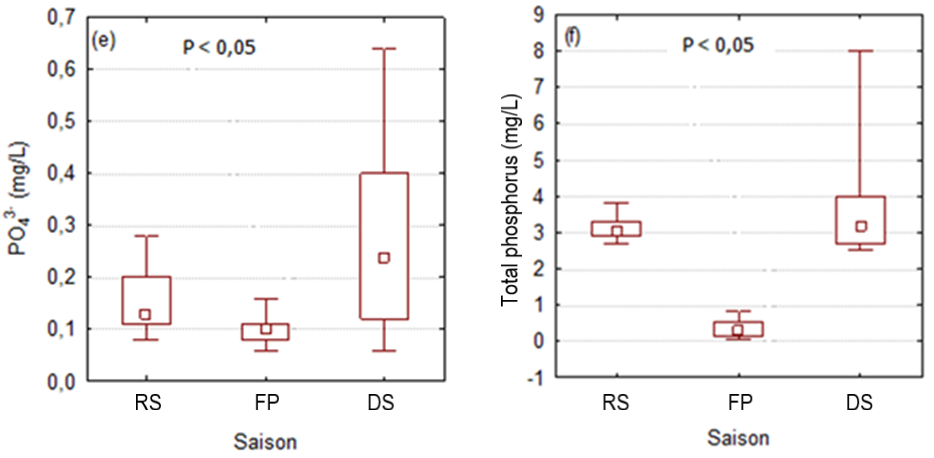 (e)
P < 0,05
PO₄³⁻ (mg/L)
0,7
0,6
0,5
0,4
0,3
0,2
0,1
0,0
RS FP DS
Saison
(f)
P < 0,05
Total phosphorus (mg/L)
9
8
7
6
5
4
3
2
1
0
-1
RS FP DS
Saison